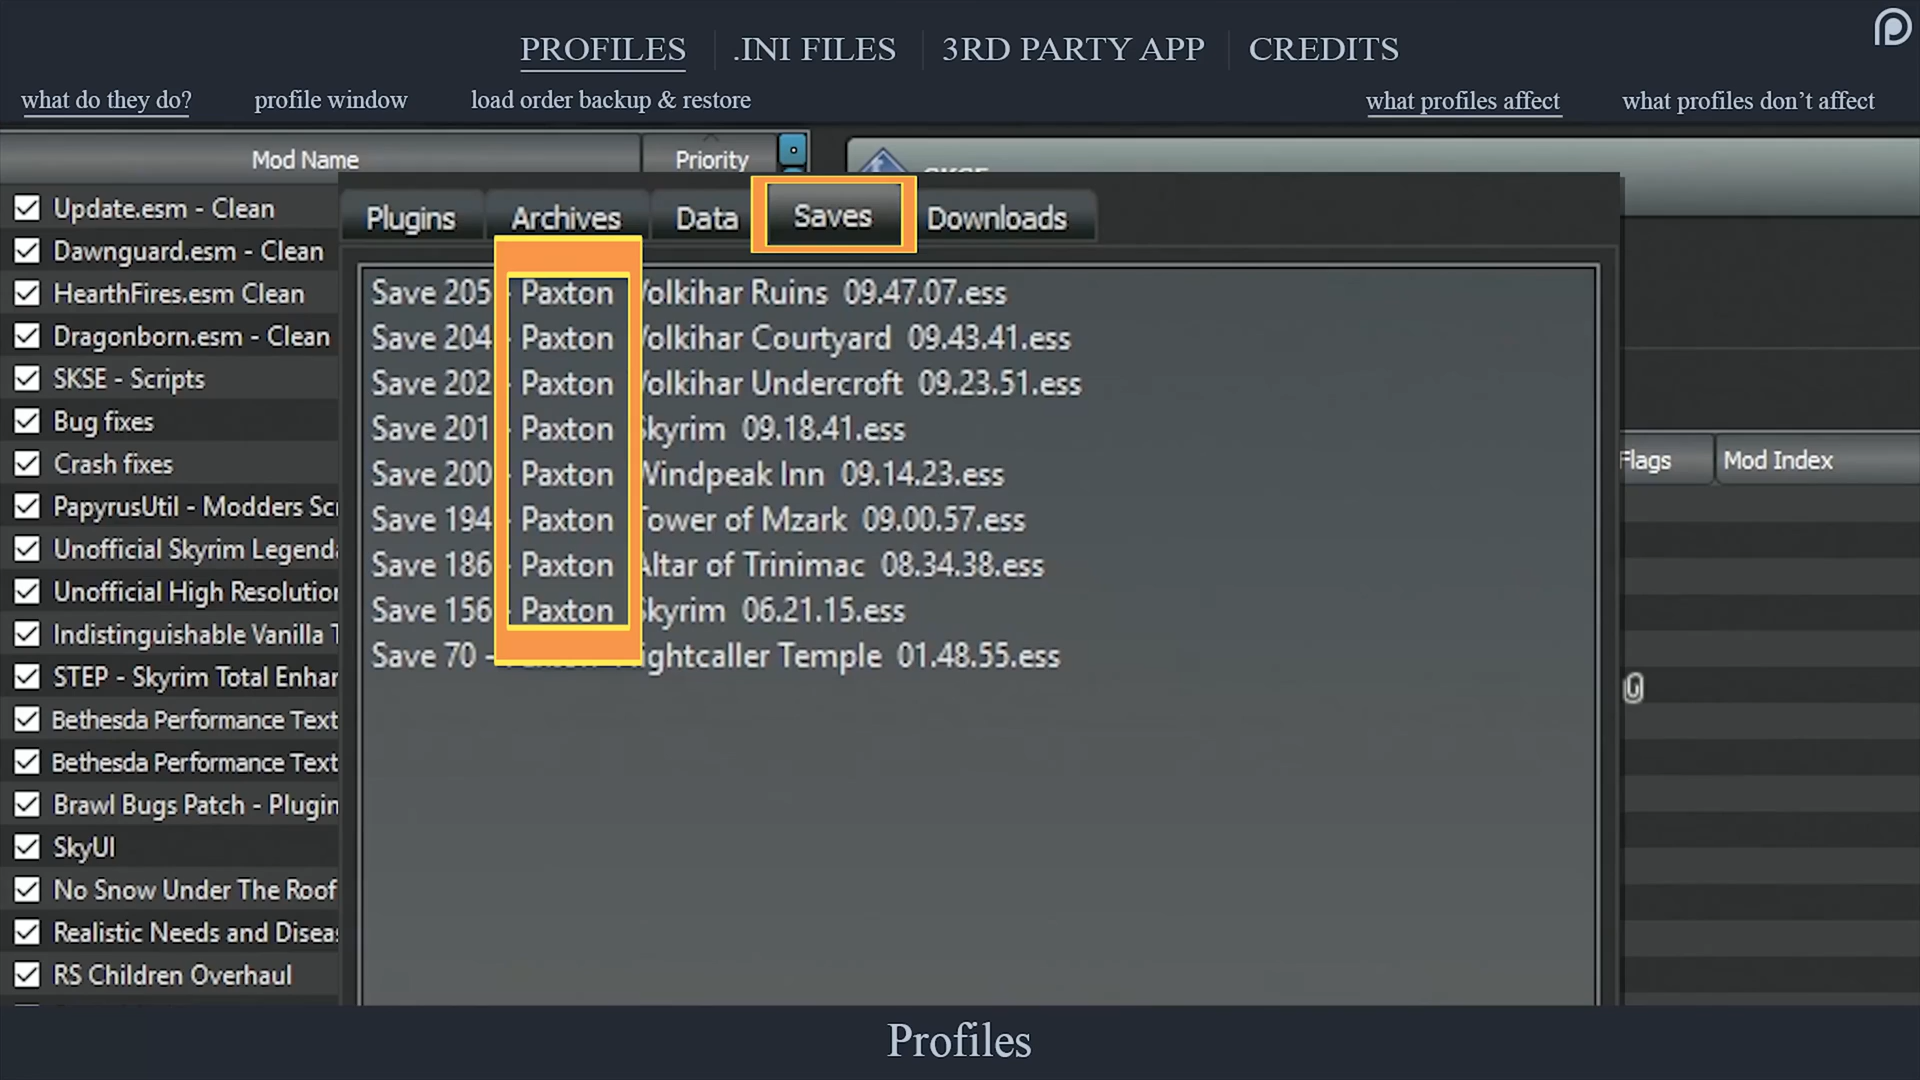 PROFILES
.INI FILES
3RD PARTY APP
CREDITS
what do they do?
profile window
load order backup & restore
what profiles affect
what profiles don't affect
Mod Name
Priority
Update.esm - Clean
Dawnguard.esm - Clean
HearthFires.esm Clean
Dragonborn.esm - Clean
SKSE - Scripts
Bug fixes
Crash fixes
PapyrusUtil - Modders Scr
Unofficial Skyrim Legenda
Unofficial High Resolution
Indistinguishable Vanilla T
STEP - Skyrim Total Enhan
Bethesda Performance Text
Bethesda Performance Text
Brawl Bugs Patch - Plugin
SkyUI
No Snow Under The Roof
Realistic Needs and Diseas
RS Children Overhaul
Plugins
Archives
Data
Saves
Downloads
Save 205 - Paxton Volkihar Ruins 09.47.07.ess
Save 204 - Paxton Volkihar Courtyard 09.43.41.ess
Save 202 - Paxton Volkihar Undercroft 09.23.51.ess
Save 201 - Paxton Skyrim 09.18.41.ess
Save 200 - Paxton Windpeak Inn 09.14.23.ess
Save 194 - Paxton Tower of Mzark 09.00.57.ess
Save 186 - Paxton Altar of Trinimac 08.34.38.ess
Save 156 - Paxton Skyrim 06.21.15.ess
Save 70 - ightcaller Temple 01.48.55.ess
Flags
Mod Index
Profiles